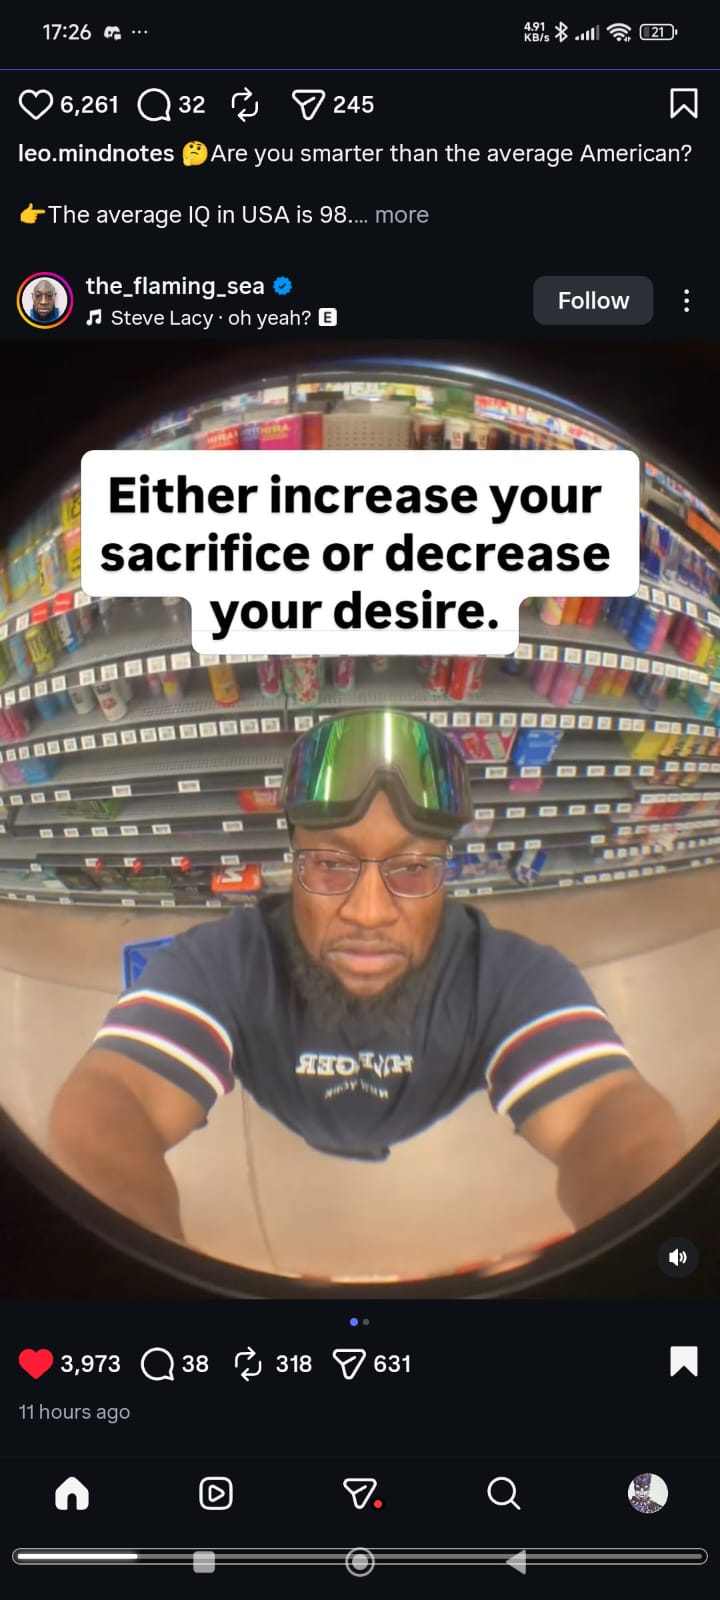 17:26 ...
4.91 KB/s 21
6,261 32 245
leo.mindnotes 🤔Are you smarter than the average American?
👉The average IQ in USA is 98.... more
the_flaming_sea
Steve Lacy · oh yeah? E
Follow
Either increase your
sacrifice or decrease
your desire.
3,973 38 318 631
11 hours ago